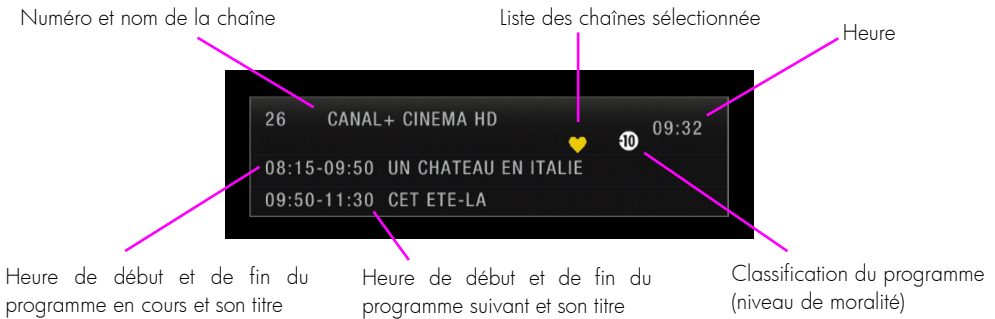 Numéro et nom de la chaîne
Liste des chaînes sélectionnée
Heure
26 CANAL+ CINEMA HD
09:32
-10
08:15-09:50 UN CHATEAU EN ITALIE
09:50-11:30 CET ETE-LA
Heure de début et de fin du
programme en cours et son titre
Heure de début et de fin du
programme suivant et son titre
Classification du programme
(niveau de moralité)